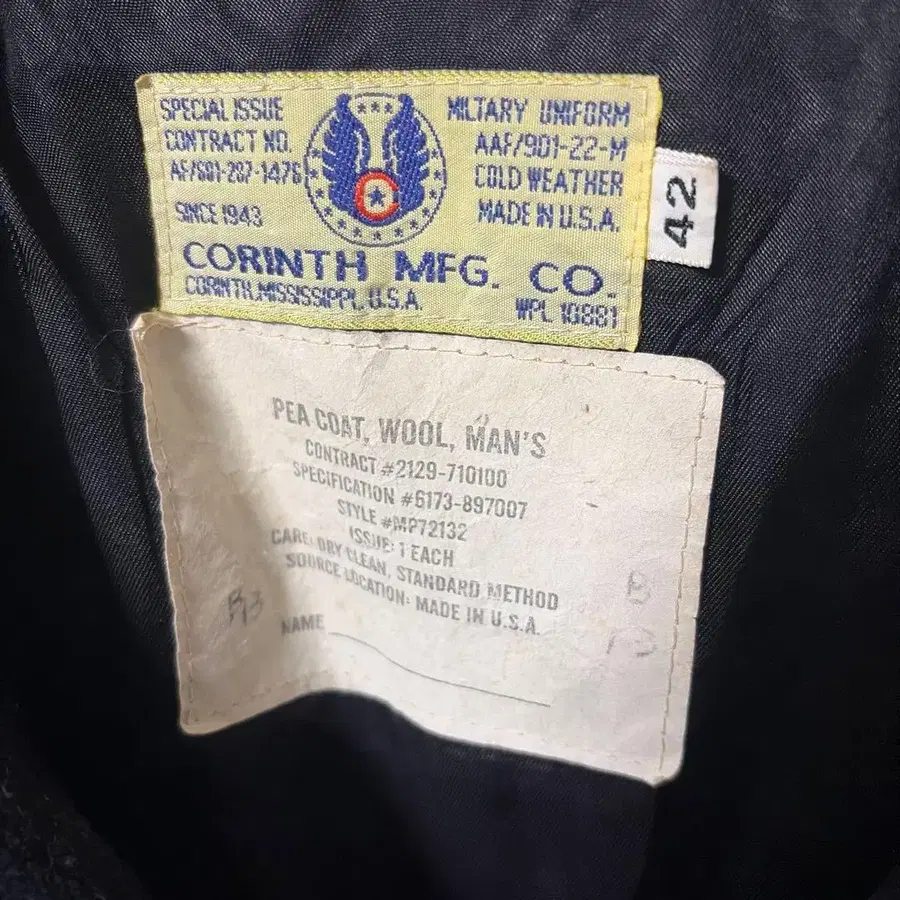 SPECIAL ISSUE
CONTRACT NO.
AF/S01-287-1476
SINCE 1943
C
MILTARY UNIFORM
AAF/901-22-M
COLD WEATHER
MADE IN U.S.A.
CORINTH MFG. CO.
CORINTH, MISSISSIPPI, U.S.A.
WPL 10881
42
PEA COAT, WOOL, MAN'S
CONTRACT #2129-710100
SPECIFICATION #6173-897007
STYLE #MP72132
ISSUE: 1 EACH
CARE: DRY CLEAN, STANDARD METHOD
SOURCE LOCATION: MADE IN U.S.A.
NAME